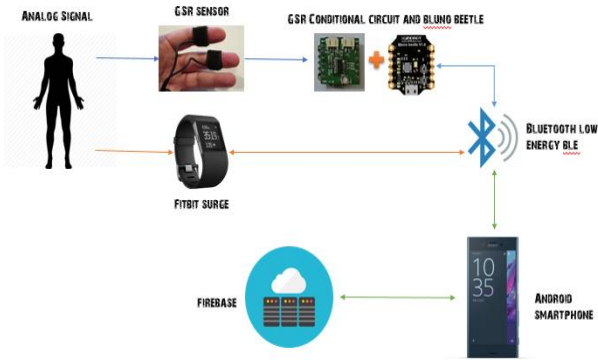 ANALOG SIGNAL
GSR SENSOR
GSR CONDITIONAL CIRCUIT AND BLUNO BEETLE
BLUETOOTH LOW
ENERGY BLE
FITBIT SURGE
3519
10
35
FIREBASE
ANDROID
SMARTPHONE